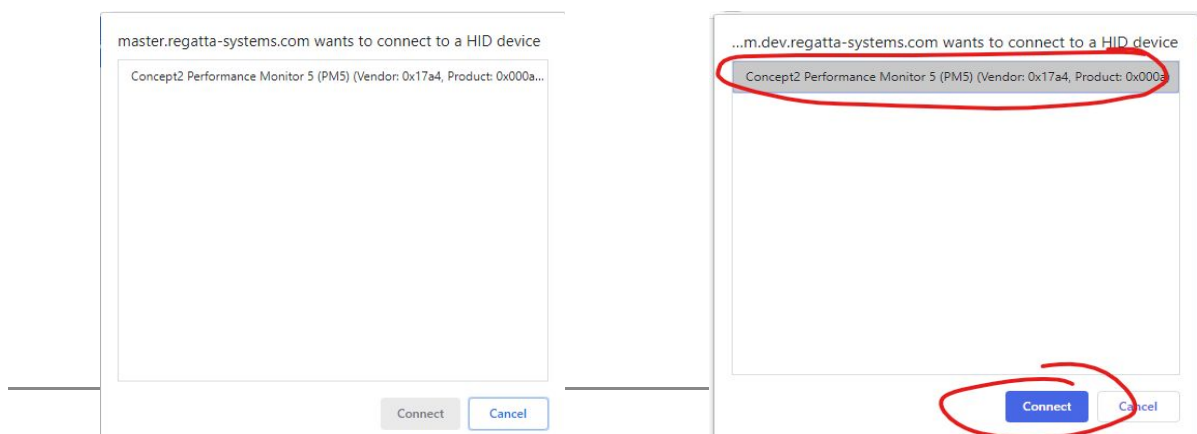 master.regatta-systems.com wants to connect to a HID device
Concept2 Performance Monitor 5 (PM5) (Vendor: 0x17a4, Product: 0x000a...
Connect Cancel
...m.dev.regatta-systems.com wants to connect to a HID device
Concept2 Performance Monitor 5 (PM5) (Vendor: 0x17a4, Product: 0x000a)
Connect Cancel